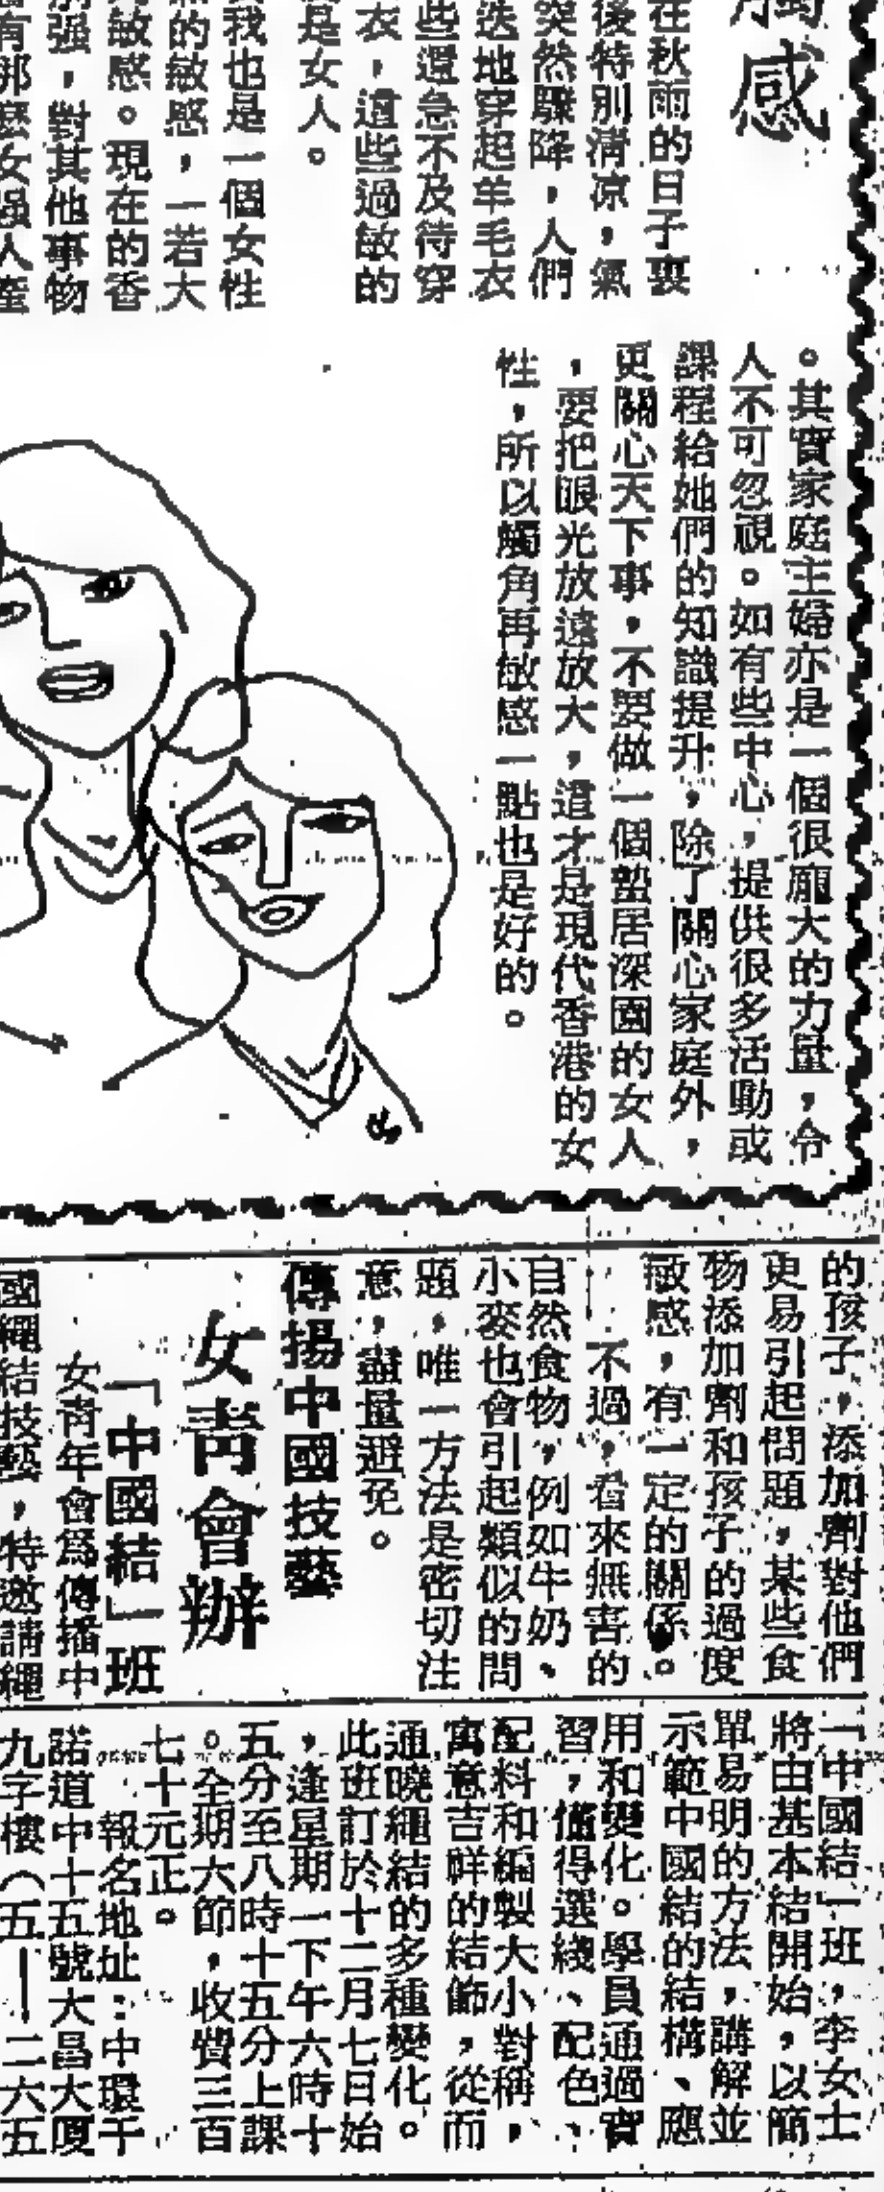 觸感
在秋雨的日子裏
後特別清凉，氣
突然驟降，人們
迭地穿起羊毛衣
些還急不及待穿
衣，這些過敏的
是女人。
我也是一個女性
的敏感，一若大
敏感。現在的香
强，對其他事物
有那麽女强人産
。其實家庭主婦亦是一個很龐大的力量，令
人不可忽視。如有些中心，提供很多活動或
課程給她們的知識提升，除了關心家庭外，
更關心天下事，不要做一個蟄居深園的女人
，要把眼光放遠放大，這才是現代香港的女
性，所以觸角再敏感一點也是好的。
的孩子，添加劑對他們
更易引起問題，某些食
物添加劑和孩子的過度
敏感，有一定的關係。
不過，看來無害的
自然食物，例如牛奶、
小麥也會引起類似的問
題，唯一方法是密切注
意，盡量避免。
傳揚中國技藝
女青會辦
「中國結」班
女青年會爲傳播中
國繩結技藝，特邀請繩
「中國結」班，李女士
將由基本結開始，以簡
單易明的方法，講解並
示範中國結的結構、應
用和變化。學員通過實
習，懂得選綫、配色、
配料和編製大小對稱，
寓意吉祥的結飾，從而
通曉繩結的多種變化。
此班訂於十二月七日始
，逢星期一下午六時十
五分至八時十五分上課
。全期六節，收費三百
七十元正。
報名地址：中環干
諾道中十五號大昌大厦
九字樓（五—二六五